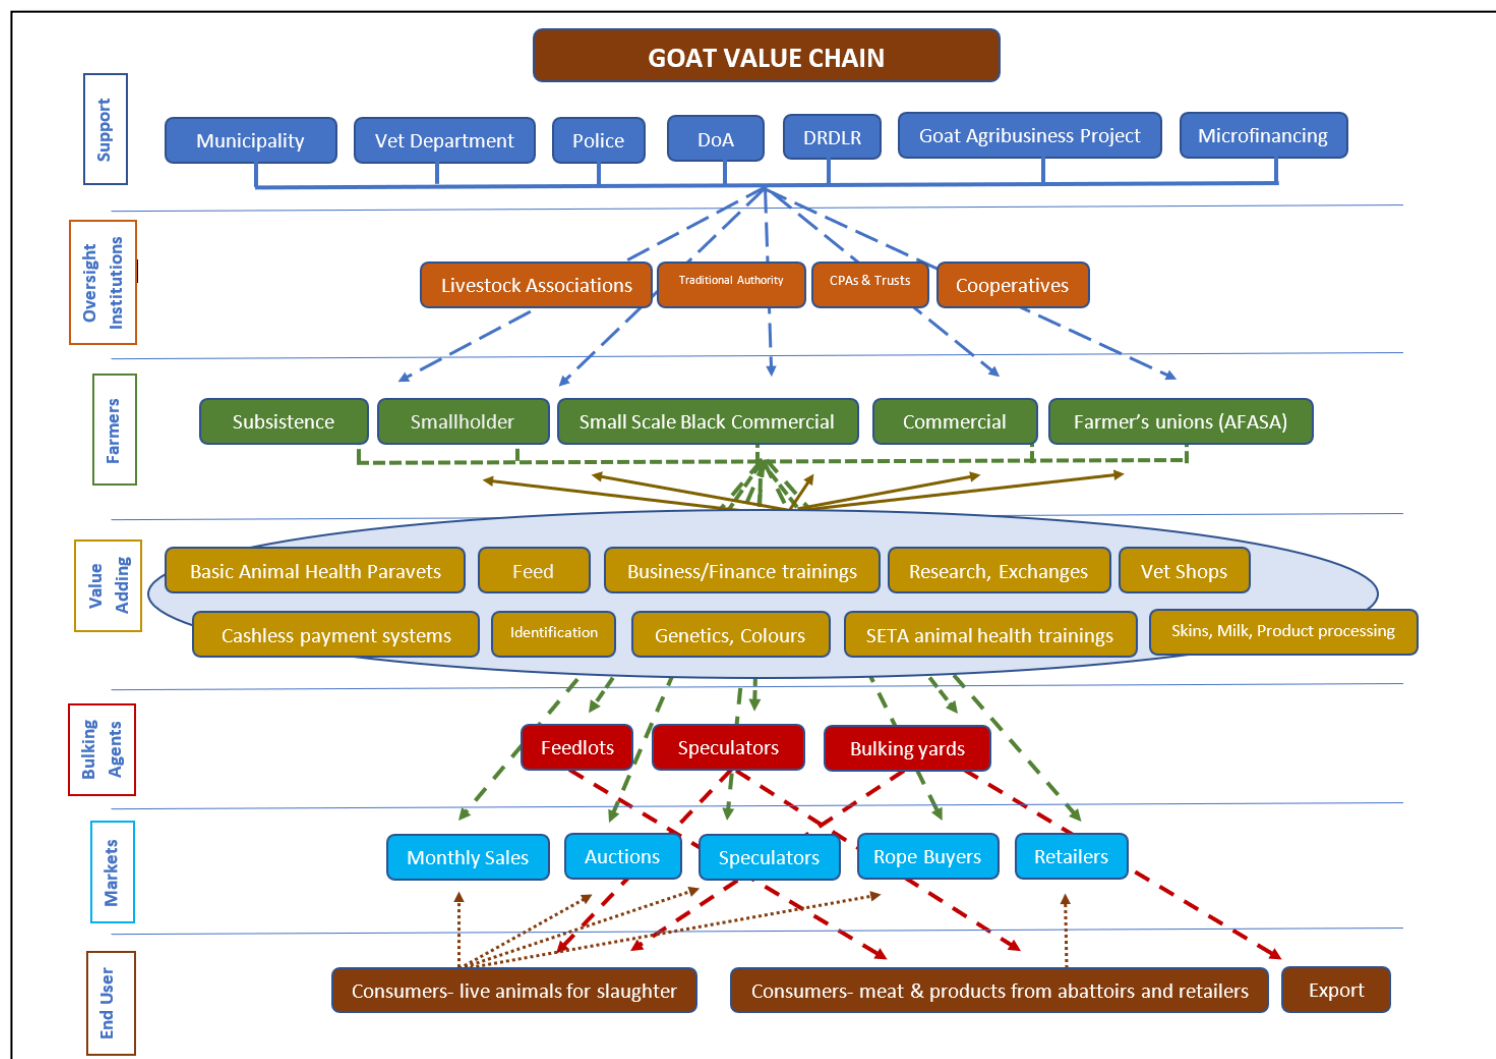 GOAT VALUE CHAIN
Support
Municipality
Vet Department
Police
DoA
DRDLR
Goat Agribusiness Project
Microfinancing
Oversight
Institutions
Livestock Associations
Traditional Authority
CPAs & Trusts
Cooperatives
Farmers
Subsistence
Smallholder
Small Scale Black Commercial
Commercial
Farmer's unions (AFASA)
Value
Adding
Basic Animal Health Paravets
Feed
Business/Finance trainings
Research, Exchanges
Vet Shops
Cashless payment systems
Identification
Genetics, Colours
SETA animal health trainings
Skins, Milk, Product processing
Bulking
Agents
Feedlots
Speculators
Bulking yards
Markets
Monthly Sales
Auctions
Speculators
Rope Buyers
Retailers
End User
Consumers- live animals for slaughter
Consumers- meat & products from abattoirs and retailers
Export